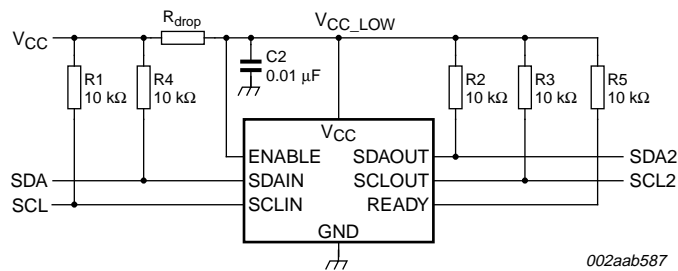 Rdrop
VCC
VCC_LOW
C2
0.01 μF
R1
10 kΩ
R4
10 kΩ
R2
10 kΩ
R3
10 kΩ
R5
10 kΩ
VCC
ENABLE
SDAOUT
SDA2
SDA
SDAIN
SCLOUT
SCL2
SCL
SCLIN
READY
GND
002aab587